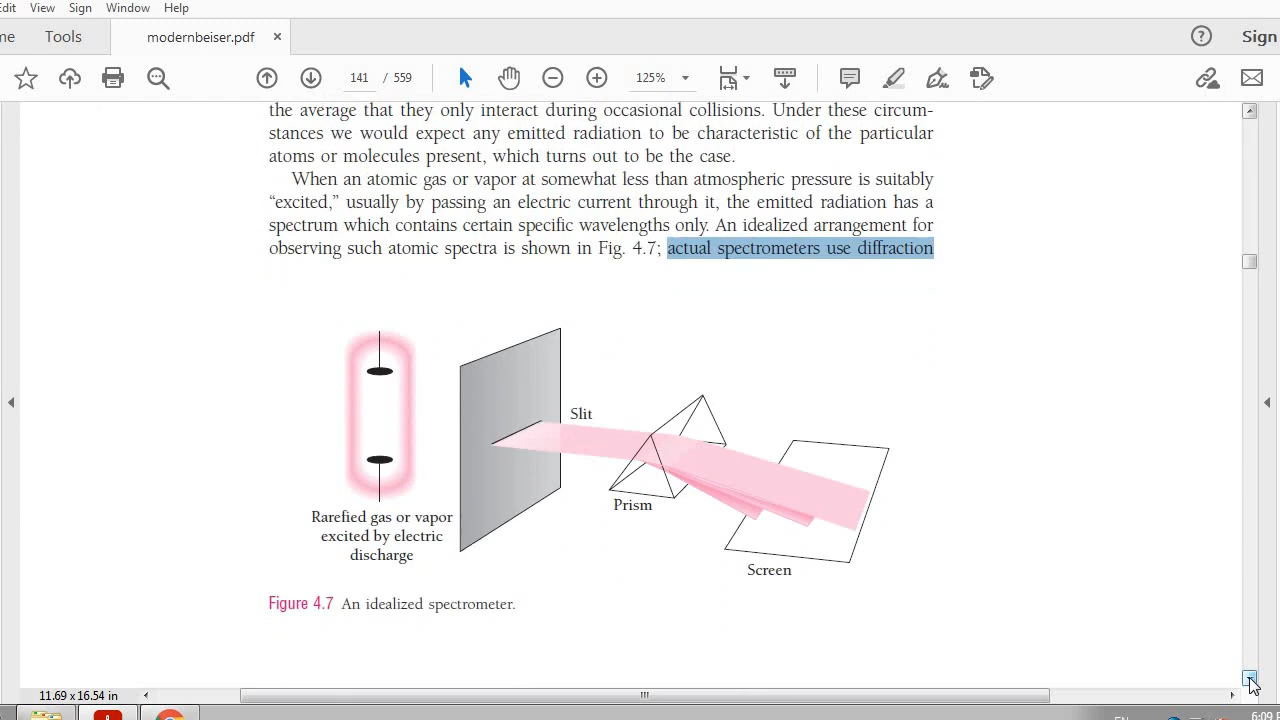 Edit View Sign Window Help
me Tools modernbeiser.pdf × ? Sign
141 / 559 125%
the average that they only interact during occasional collisions. Under these circum-
stances we would expect any emitted radiation to be characteristic of the particular
atoms or molecules present, which turns out to be the case.
When an atomic gas or vapor at somewhat less than atmospheric pressure is suitably
“excited,” usually by passing an electric current through it, the emitted radiation has a
spectrum which contains certain specific wavelengths only. An idealized arrangement for
observing such atomic spectra is shown in Fig. 4.7; actual spectrometers use diffraction
Slit
Rarefied gas or vapor
excited by electric
discharge
Prism
Screen
Figure 4.7 An idealized spectrometer.
11.69 x 16.54 in
EN
6:09 P